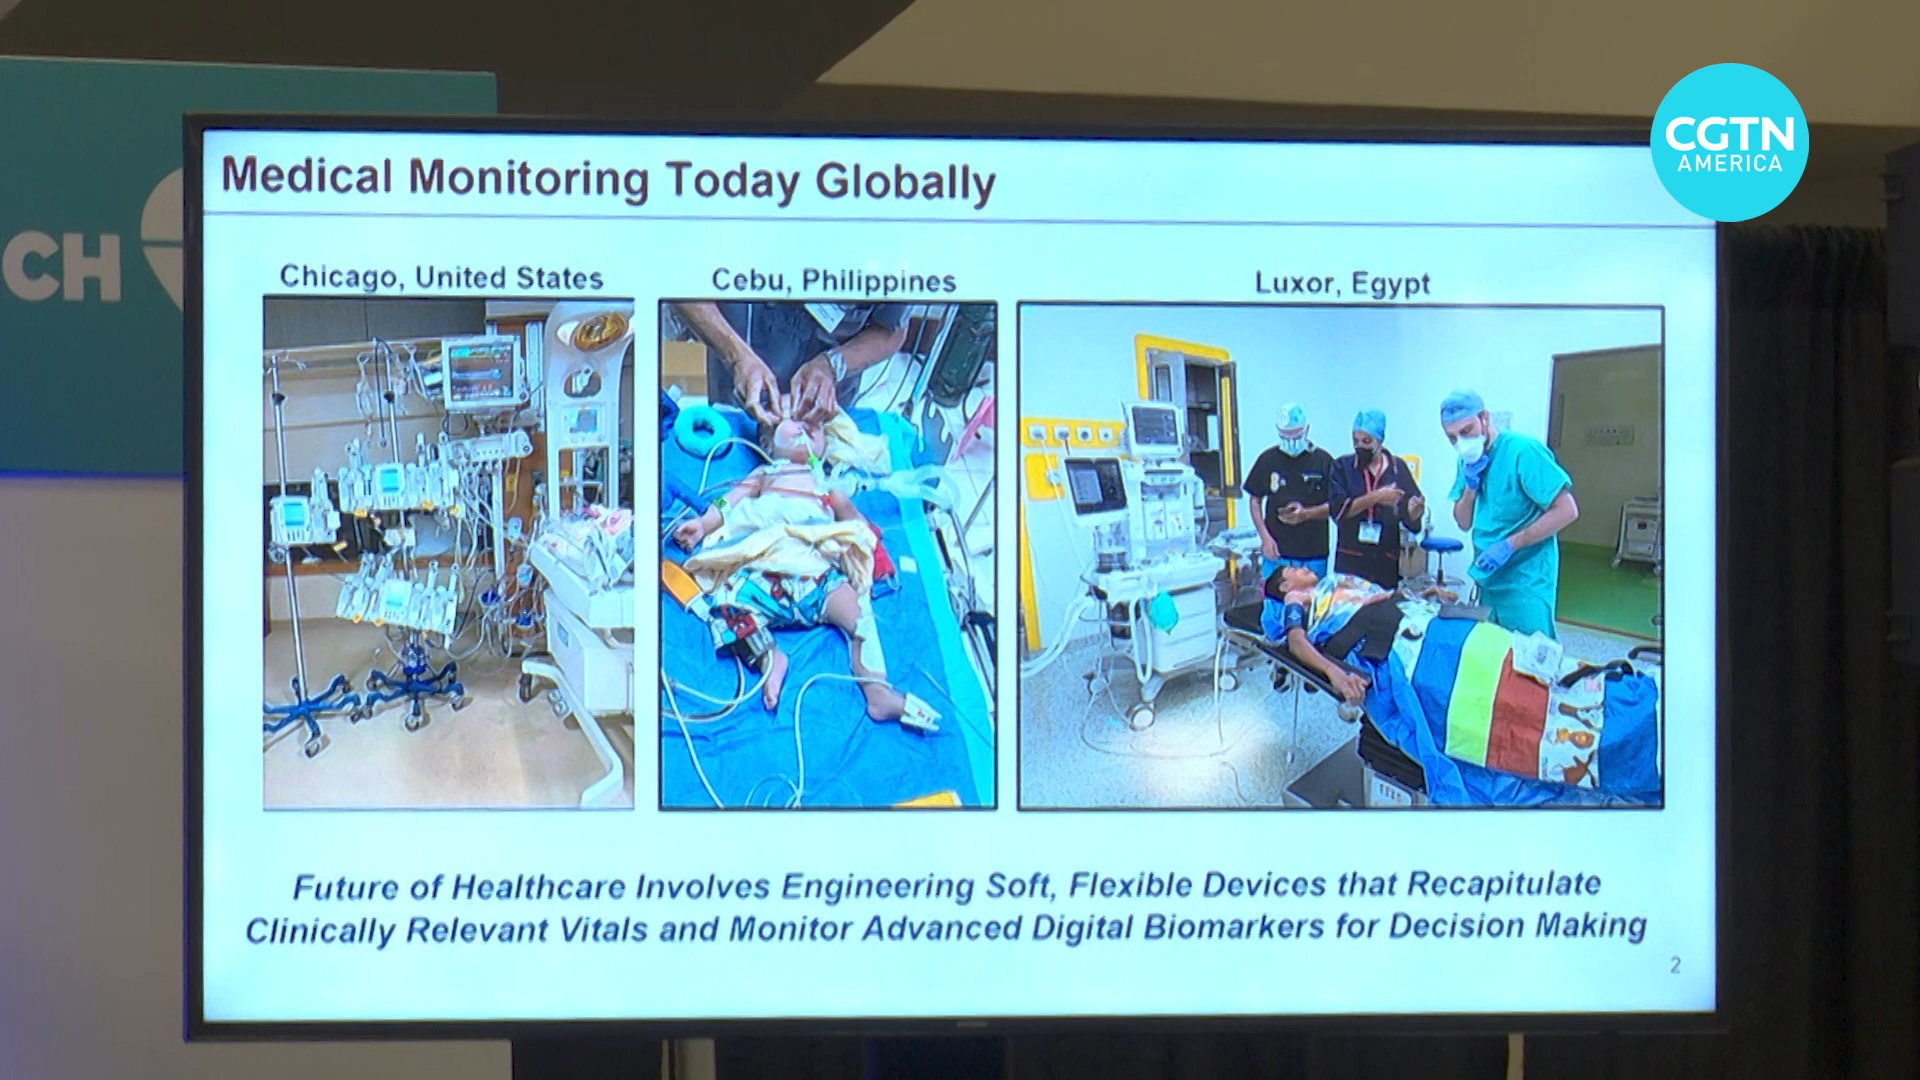 CGTN
AMERICA
CH
Medical Monitoring Today Globally
Chicago, United States
Cebu, Philippines
Luxor, Egypt
Future of Healthcare Involves Engineering Soft, Flexible Devices that Recapitulate
Clinically Relevant Vitals and Monitor Advanced Digital Biomarkers for Decision Making
2